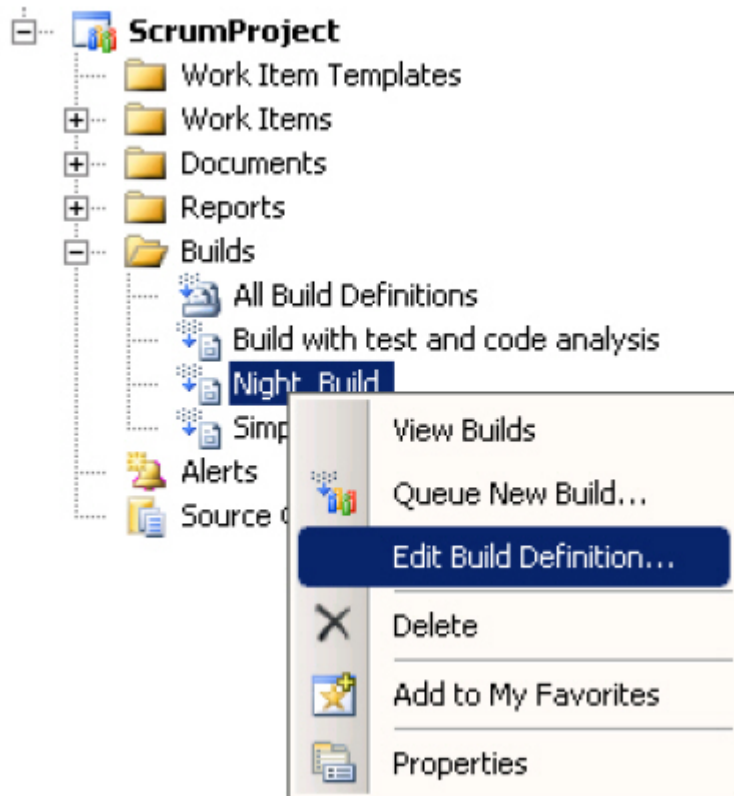 ScrumProject
Work Item Templates
Work Items
Documents
Reports
Builds
All Build Definitions
Build with test and code analysis
Night_Build
Simp
Alerts
Source
View Builds
Queue New Build...
Edit Build Definition...
Delete
Add to My Favorites
Properties